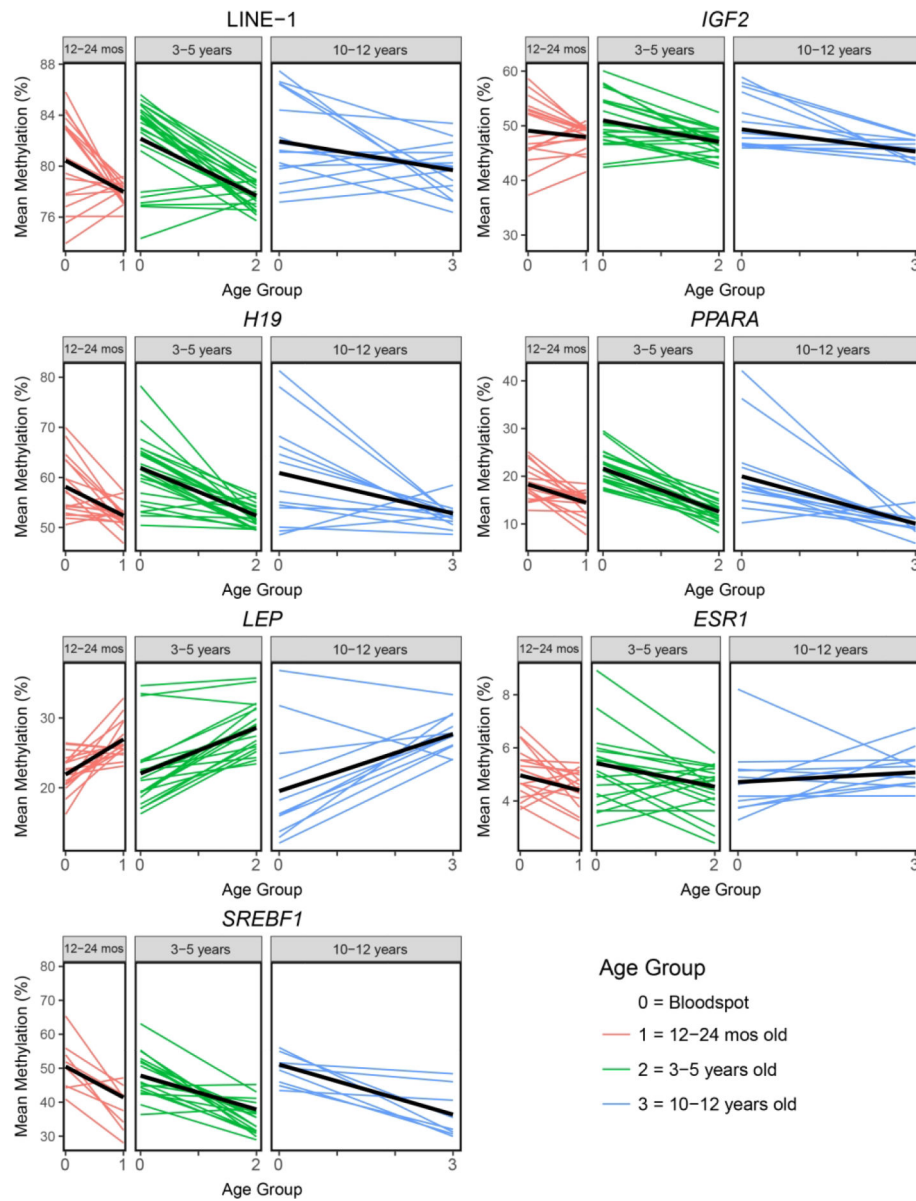 LINE−1
12−24 mos 3−5 years 10−12 years
Mean Methylation (%)
88
84
80
76
0 1 0 2 0 3
Age Group
IGF2
12−24 mos 3−5 years 10−12 years
Mean Methylation (%)
60
50
40
30
0 1 0 2 0 3
Age Group
H19
12−24 mos 3−5 years 10−12 years
Mean Methylation (%)
80
70
60
50
0 1 0 2 0 3
Age Group
PPARA
12−24 mos 3−5 years 10−12 years
Mean Methylation (%)
40
30
20
10
0 1 0 2 0 3
Age Group
LEP
12−24 mos 3−5 years 10−12 years
Mean Methylation (%)
30
20
0 1 0 2 0 3
Age Group
ESR1
12−24 mos 3−5 years 10−12 years
Mean Methylation (%)
8
6
4
0 1 0 2 0 3
Age Group
SREBF1
12−24 mos 3−5 years 10−12 years
Mean Methylation (%)
80
70
60
50
40
30
0 1 0 2 0 3
Age Group
Age Group
0 = Bloodspot
1 = 12−24 mos old
2 = 3−5 years old
3 = 10−12 years old